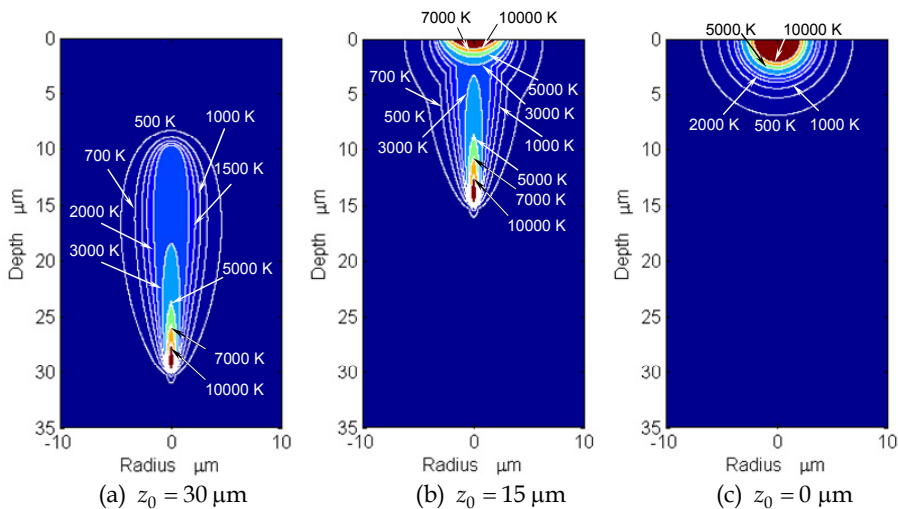 0
5
10
15
20
25
30
35
-10
0
10
Depth μm
Radius μm
500 K
1000 K
700 K
1500 K
2000 K
3000 K
5000 K
7000 K
10000 K
(a) z₀ = 30 μm
7000 K
10000 K
0
5
10
15
20
25
30
35
-10
0
10
Depth μm
Radius μm
700 K
5000 K
500 K
3000 K
3000 K
1000 K
5000 K
7000 K
10000 K
(b) z₀ = 15 μm
5000 K
10000 K
0
5
10
15
20
25
30
35
-10
0
10
Depth μm
Radius μm
2000 K
500 K
1000 K
(c) z₀ = 0 μm